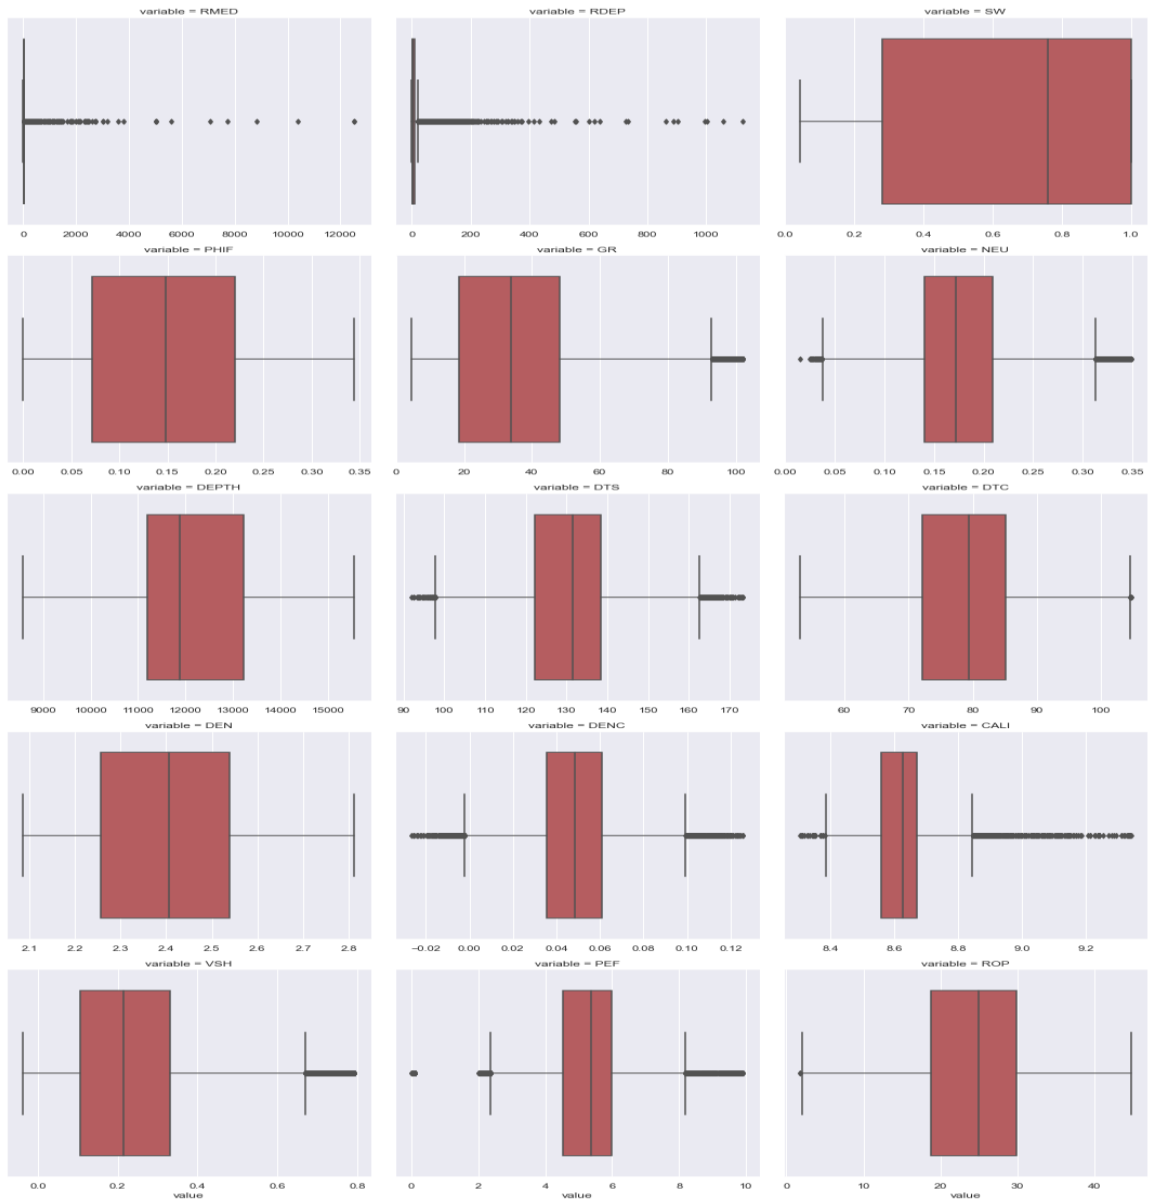 variable = RMED
variable = RDEP
variable = SW
0 2000 4000 6000 8000 10000 12000
0 200 400 600 800 1000
0.0 0.2 0.4 0.6 0.8 1.0
variable = PHIF
variable = GR
variable = NEU
0.00 0.05 0.10 0.15 0.20 0.25 0.30 0.35
0 20 40 60 80 100
0.00 0.05 0.10 0.15 0.20 0.25 0.30 0.35
variable = DEPTH
variable = DTS
variable = DTC
9000 10000 11000 12000 13000 14000 15000
90 100 110 120 130 140 150 160 170
60 70 80 90 100
variable = DEN
variable = DENC
variable = CALI
2.1 2.2 2.3 2.4 2.5 2.6 2.7 2.8
−0.02 0.00 0.02 0.04 0.06 0.08 0.10 0.12
8.4 8.6 8.8 9.0 9.2
variable = VSH
variable = PEF
variable = ROP
0.0 0.2 0.4 0.6 0.8
0 2 4 6 8 10
0 10 20 30 40
value
value
value